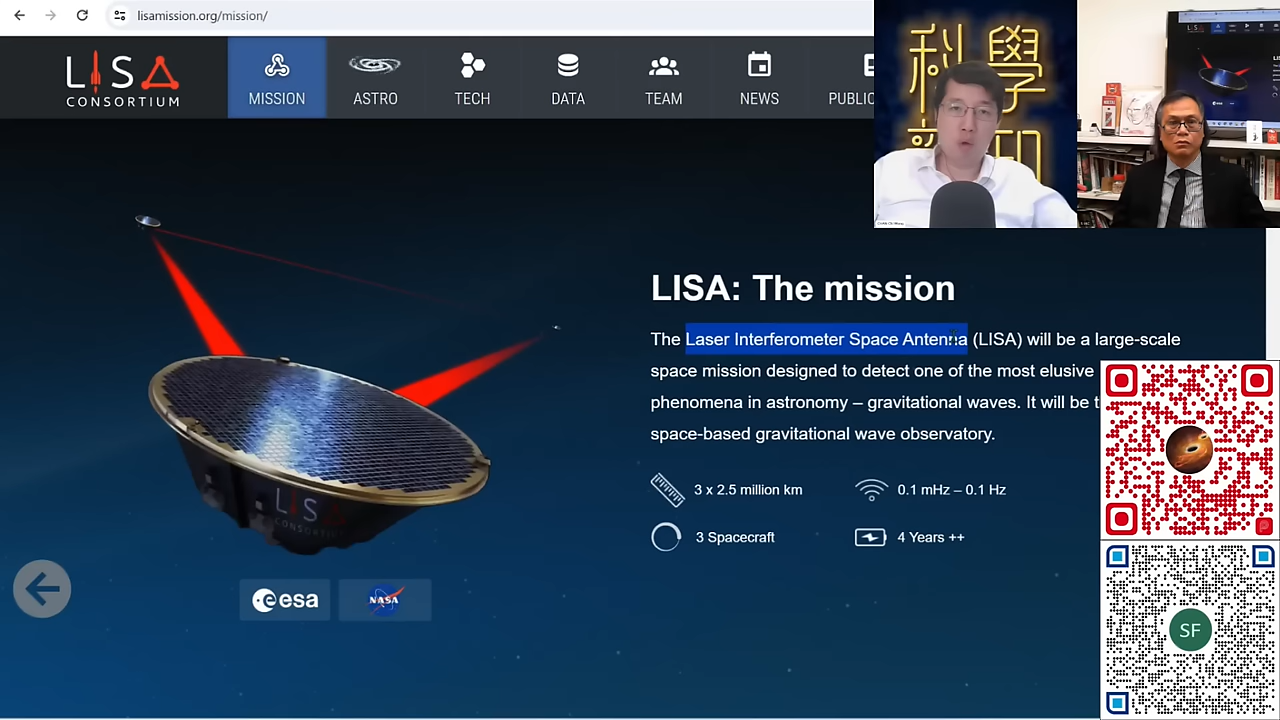 lisamission.org/mission/
LISA
CONSORTIUM
MISSION
ASTRO
TECH
DATA
TEAM
NEWS
科學
LISA: The mission
The Laser Interferometer Space Antenna (LISA) will be a large-scale
space mission designed to detect one of the most elusive
phenomena in astronomy – gravitational waves. It will be
space-based gravitational wave observatory.
3 x 2.5 million km
0.1 mHz – 0.1 Hz
3 Spacecraft
4 Years ++
LISA
CONSORTIUM
esa
NASA
SF